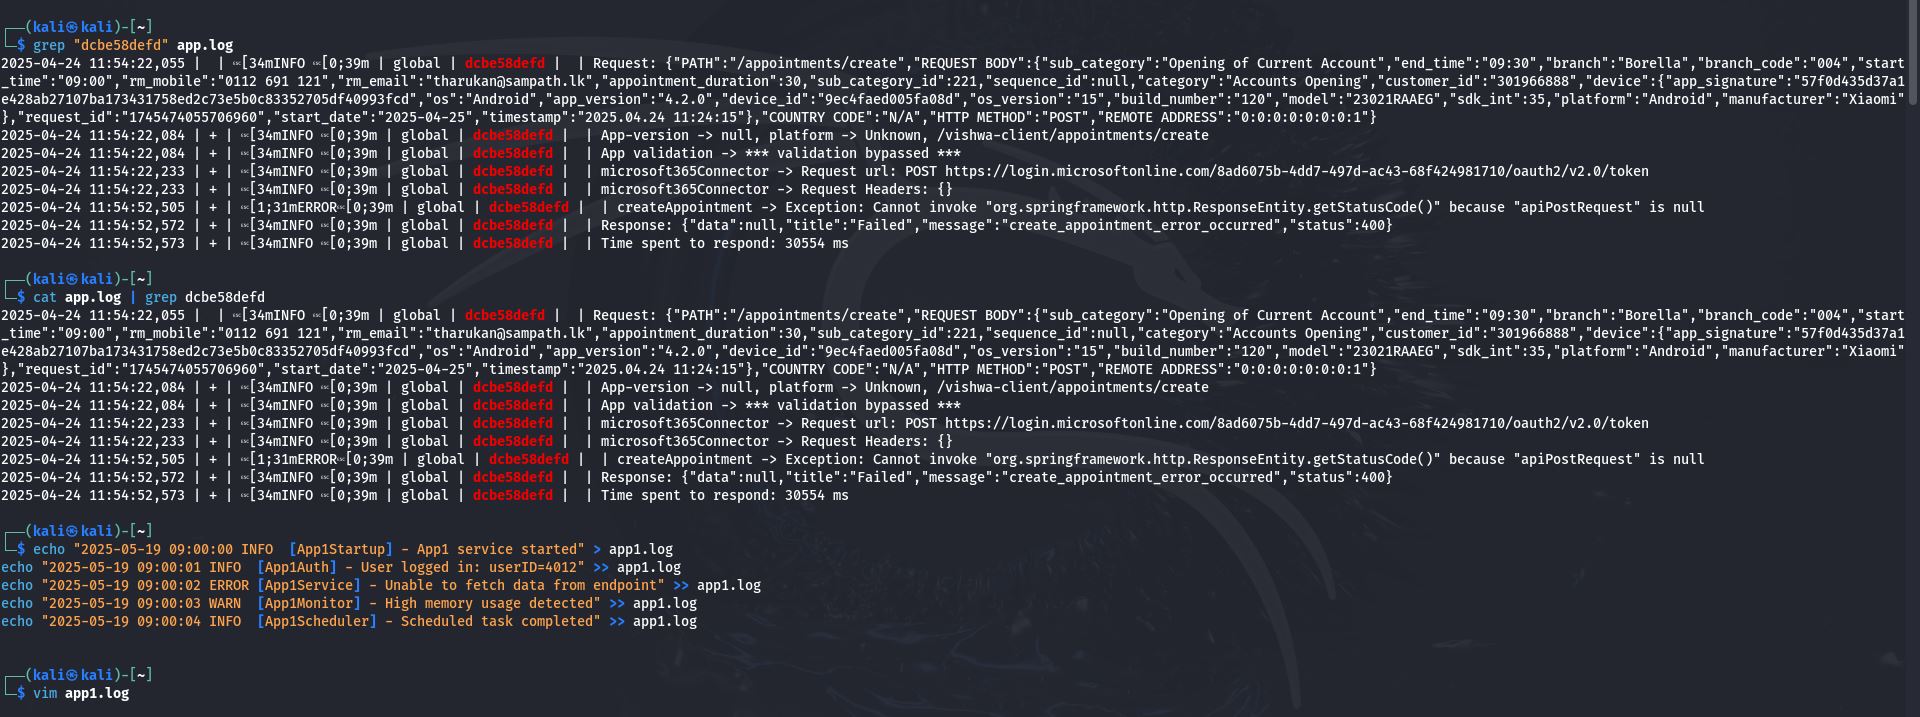 ┌──(kali㉿kali)-[~]
└─$ grep "dcbe58defd" app.log
2025-04-24 11:54:22,055 |  | ␛[34mINFO ␛[0;39m | global | dcbe58defd |  | Request: {"PATH":"/appointments/create","REQUEST BODY":{"sub_category":"Opening of Current Account","end_time":"09:30","branch":"Borella","branch_code":"004","start
_time":"09:00","rm_mobile":"0112 691 121","rm_email":"tharukan@sampath.lk","appointment_duration":30,"sub_category_id":221,"sequence_id":null,"category":"Accounts Opening","customer_id":"301966888","device":{"app_signature":"57f0d435d37a1
e428ab27107ba173431758ed2c73e5b0c83352705df40993fcd","os":"Android","app_version":"4.2.0","device_id":"9ec4faed005fa08d","os_version":"15","build_number":"120","model":"23021RAAEG","sdk_int":35,"platform":"Android","manufacturer":"Xiaomi"
},"request_id":"1745474055706960","start_date":"2025-04-25","timestamp":"2025.04.24 11:24:15"},"COUNTRY CODE":"N/A","HTTP METHOD":"POST","REMOTE ADDRESS":"0:0:0:0:0:0:0:1"}
2025-04-24 11:54:22,084 | + | ␛[34mINFO ␛[0;39m | global | dcbe58defd |  | App-version -> null, platform -> Unknown, /vishwa-client/appointments/create
2025-04-24 11:54:22,084 | + | ␛[34mINFO ␛[0;39m | global | dcbe58defd |  | App validation -> *** validation bypassed ***
2025-04-24 11:54:22,233 | + | ␛[34mINFO ␛[0;39m | global | dcbe58defd |  | microsoft365Connector -> Request url: POST https://login.microsoftonline.com/8ad6075b-4dd7-497d-ac43-68f424981710/oauth2/v2.0/token
2025-04-24 11:54:22,233 | + | ␛[34mINFO ␛[0;39m | global | dcbe58defd |  | microsoft365Connector -> Request Headers: {}
2025-04-24 11:54:52,505 | + | ␛[1;31mERROR␛[0;39m | global | dcbe58defd |  | createAppointment -> Exception: Cannot invoke "org.springframework.http.ResponseEntity.getStatusCode()" because "apiPostRequest" is null
2025-04-24 11:54:52,572 | + | ␛[34mINFO ␛[0;39m | global | dcbe58defd |  | Response: {"data":null,"title":"Failed","message":"create_appointment_error_occurred","status":400}
2025-04-24 11:54:52,573 | + | ␛[34mINFO ␛[0;39m | global | dcbe58defd |  | Time spent to respond: 30554 ms
┌──(kali㉿kali)-[~]
└─$ cat app.log | grep dcbe58defd
2025-04-24 11:54:22,055 |  | ␛[34mINFO ␛[0;39m | global | dcbe58defd |  | Request: {"PATH":"/appointments/create","REQUEST BODY":{"sub_category":"Opening of Current Account","end_time":"09:30","branch":"Borella","branch_code":"004","start
_time":"09:00","rm_mobile":"0112 691 121","rm_email":"tharukan@sampath.lk","appointment_duration":30,"sub_category_id":221,"sequence_id":null,"category":"Accounts Opening","customer_id":"301966888","device":{"app_signature":"57f0d435d37a1
e428ab27107ba173431758ed2c73e5b0c83352705df40993fcd","os":"Android","app_version":"4.2.0","device_id":"9ec4faed005fa08d","os_version":"15","build_number":"120","model":"23021RAAEG","sdk_int":35,"platform":"Android","manufacturer":"Xiaomi"
},"request_id":"1745474055706960","start_date":"2025-04-25","timestamp":"2025.04.24 11:24:15"},"COUNTRY CODE":"N/A","HTTP METHOD":"POST","REMOTE ADDRESS":"0:0:0:0:0:0:0:1"}
2025-04-24 11:54:22,084 | + | ␛[34mINFO ␛[0;39m | global | dcbe58defd |  | App-version -> null, platform -> Unknown, /vishwa-client/appointments/create
2025-04-24 11:54:22,084 | + | ␛[34mINFO ␛[0;39m | global | dcbe58defd |  | App validation -> *** validation bypassed ***
2025-04-24 11:54:22,233 | + | ␛[34mINFO ␛[0;39m | global | dcbe58defd |  | microsoft365Connector -> Request url: POST https://login.microsoftonline.com/8ad6075b-4dd7-497d-ac43-68f424981710/oauth2/v2.0/token
2025-04-24 11:54:22,233 | + | ␛[34mINFO ␛[0;39m | global | dcbe58defd |  | microsoft365Connector -> Request Headers: {}
2025-04-24 11:54:52,505 | + | ␛[1;31mERROR␛[0;39m | global | dcbe58defd |  | createAppointment -> Exception: Cannot invoke "org.springframework.http.ResponseEntity.getStatusCode()" because "apiPostRequest" is null
2025-04-24 11:54:52,572 | + | ␛[34mINFO ␛[0;39m | global | dcbe58defd |  | Response: {"data":null,"title":"Failed","message":"create_appointment_error_occurred","status":400}
2025-04-24 11:54:52,573 | + | ␛[34mINFO ␛[0;39m | global | dcbe58defd |  | Time spent to respond: 30554 ms
┌──(kali㉿kali)-[~]
└─$ echo "2025-05-19 09:00:00 INFO  [App1Startup] - App1 service started" > app1.log
echo "2025-05-19 09:00:01 INFO  [App1Auth] - User logged in: userID=4012" >> app1.log
echo "2025-05-19 09:00:02 ERROR [App1Service] - Unable to fetch data from endpoint" >> app1.log
echo "2025-05-19 09:00:03 WARN  [App1Monitor] - High memory usage detected" >> app1.log
echo "2025-05-19 09:00:04 INFO  [App1Scheduler] - Scheduled task completed" >> app1.log
┌──(kali㉿kali)-[~]
└─$ vim app1.log